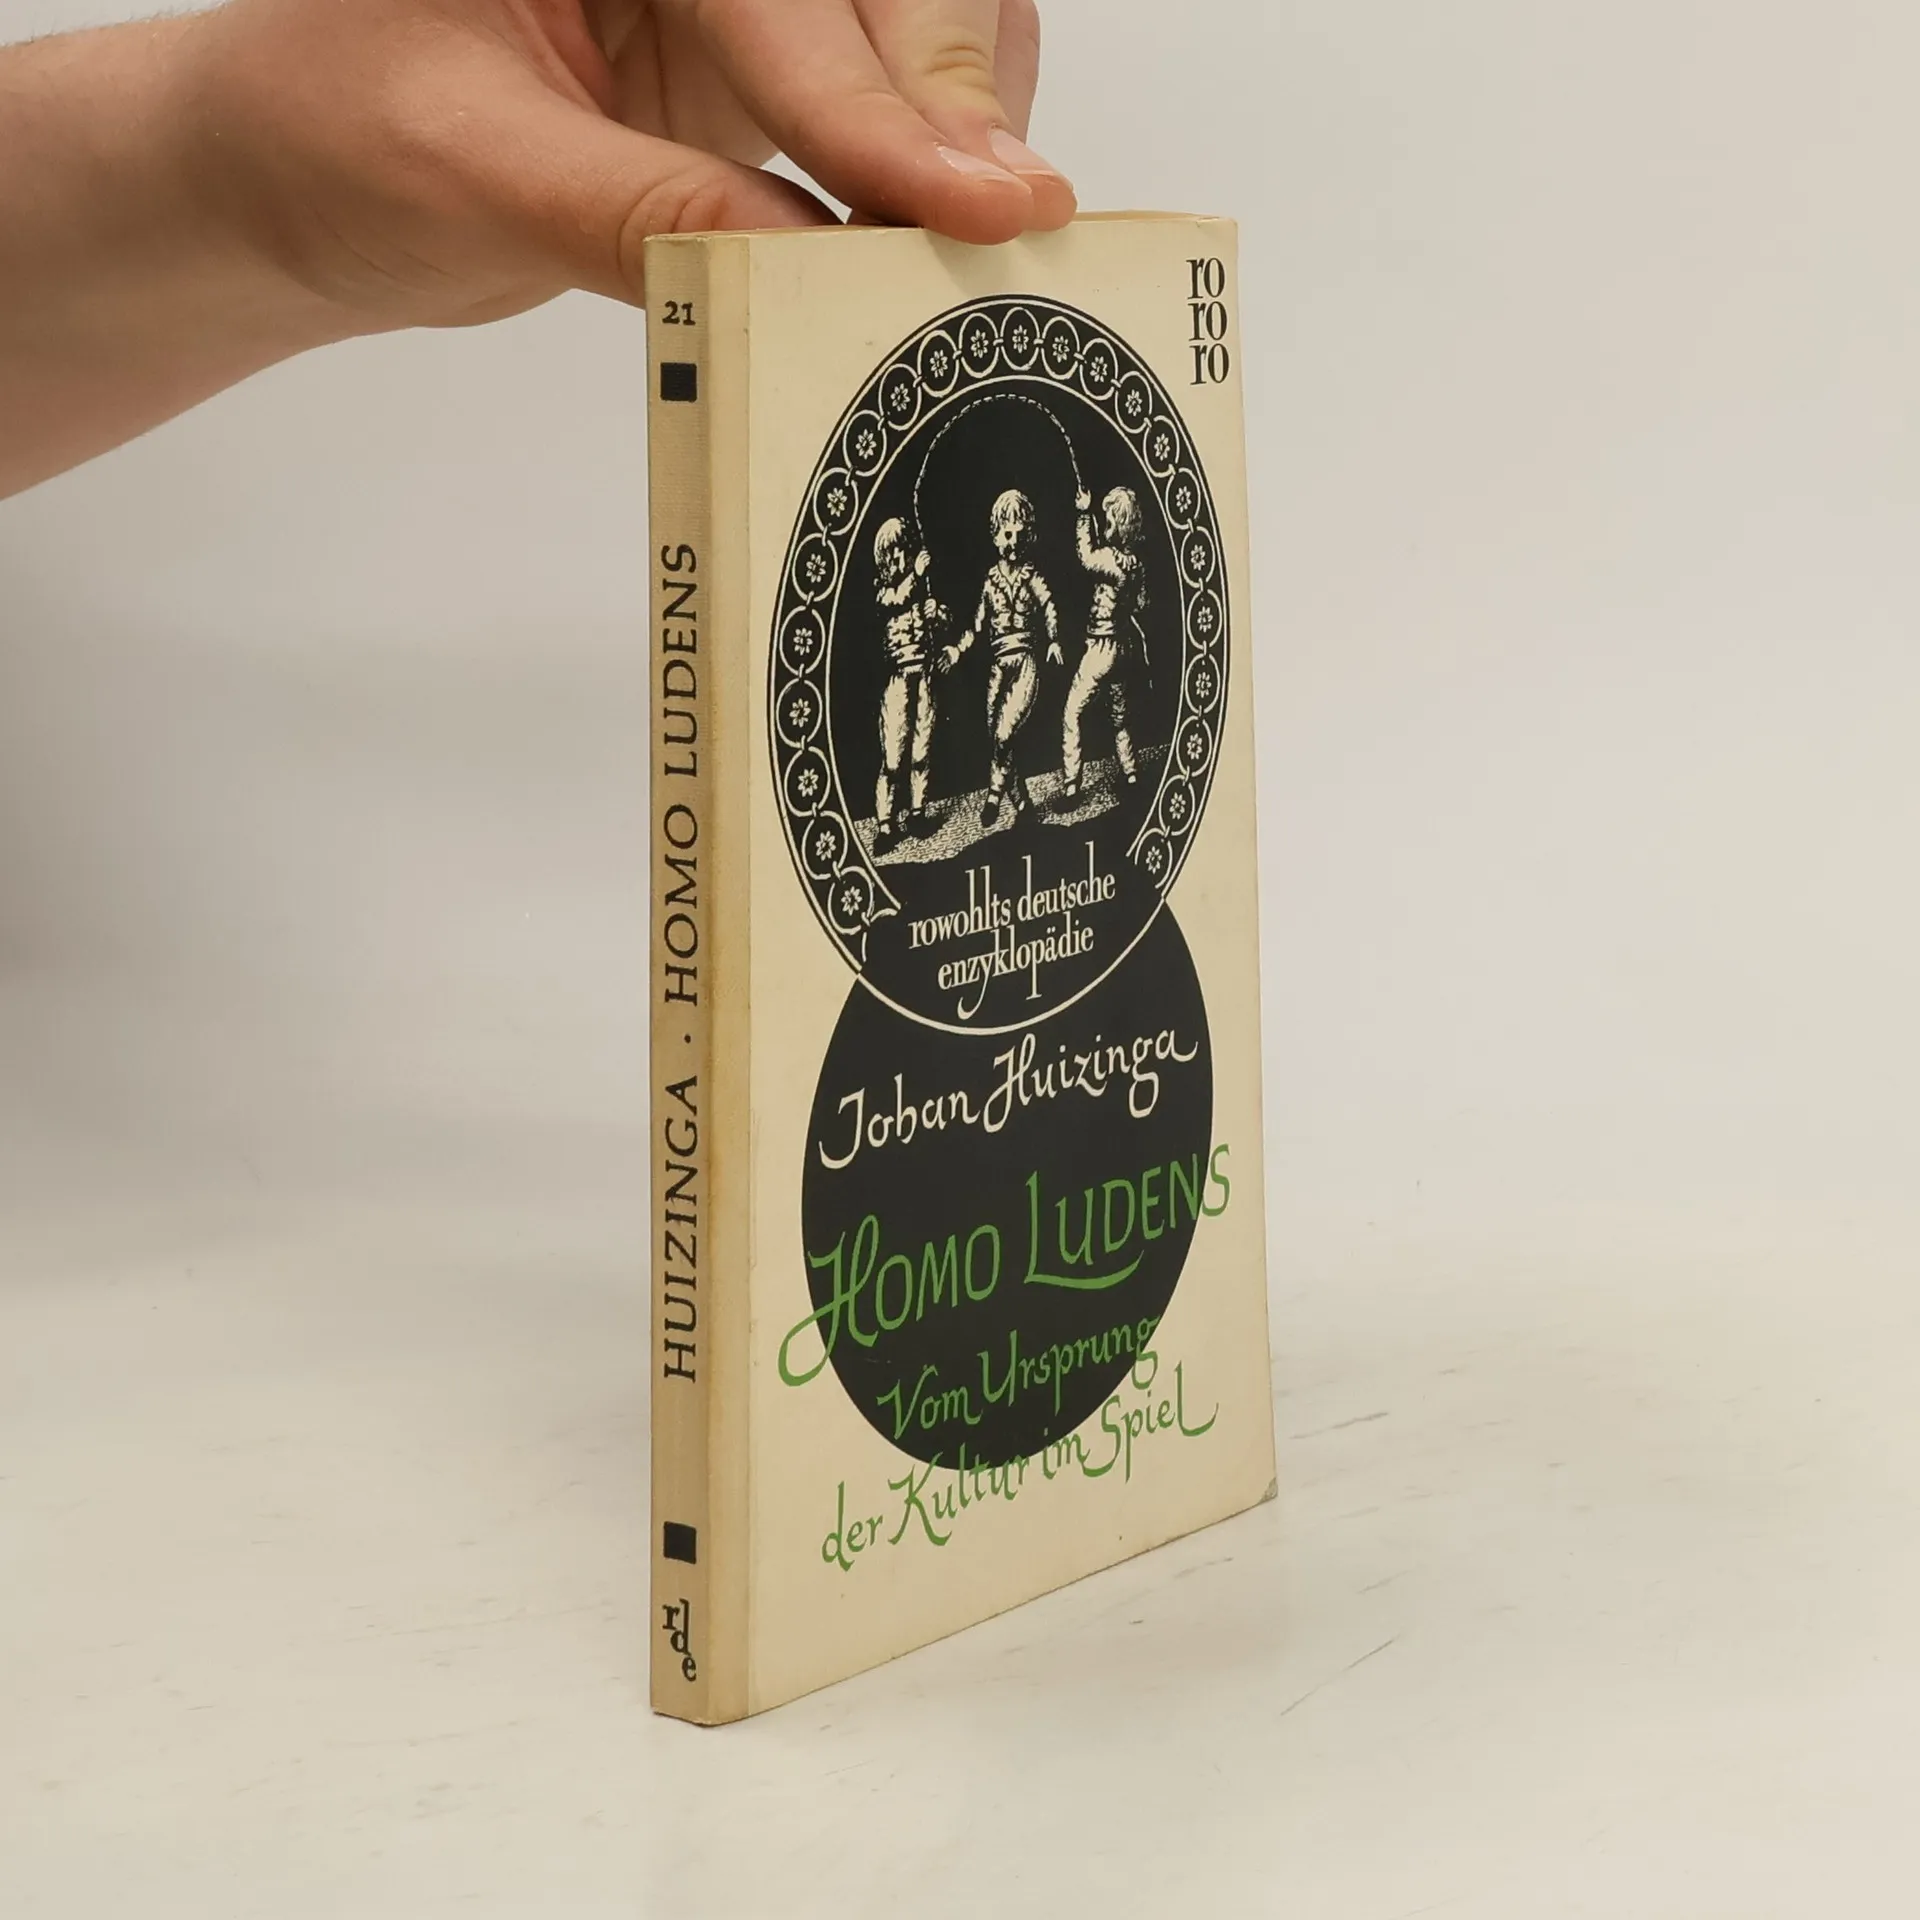 21
HUIZINGA · HOMO LUDENS
rde
ro
ro
ro
rowohlts deutsche
enzyklopädie
Johan Huizinga
HOMO LUDENS
Vom Ursprung
der Kultur im Spiel